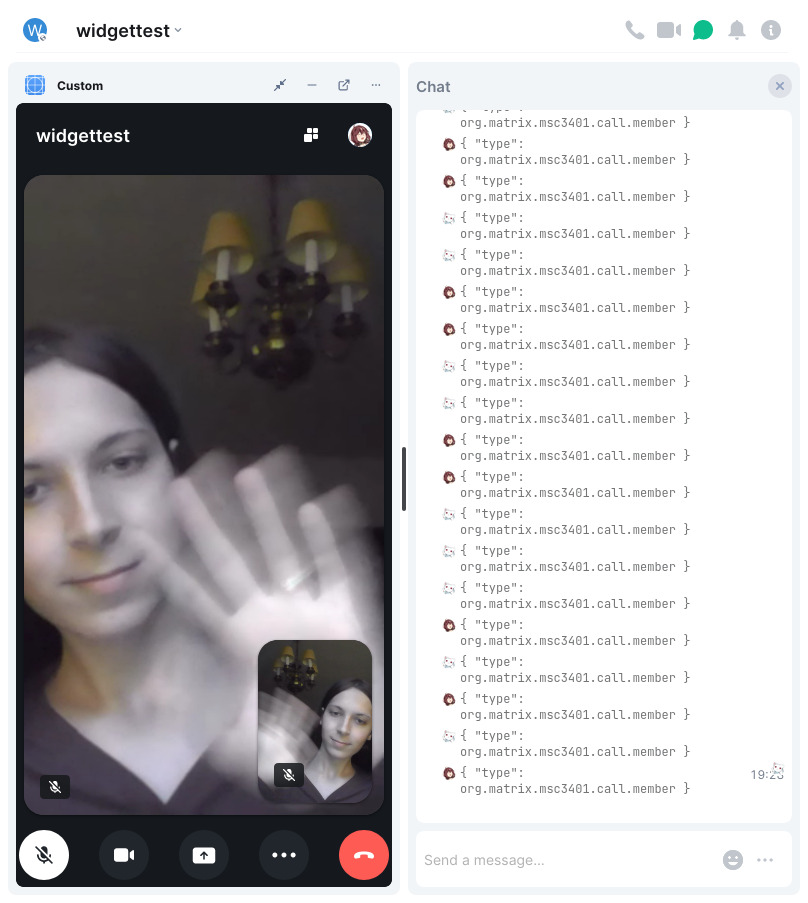 W
widgettest
Custom
Chat
widgettest
org.matrix.msc3401.call.member }
{ "type":
org.matrix.msc3401.call.member }
{ "type":
org.matrix.msc3401.call.member }
{ "type":
org.matrix.msc3401.call.member }
{ "type":
org.matrix.msc3401.call.member }
{ "type":
org.matrix.msc3401.call.member }
{ "type":
org.matrix.msc3401.call.member }
{ "type":
org.matrix.msc3401.call.member }
{ "type":
org.matrix.msc3401.call.member }
{ "type":
org.matrix.msc3401.call.member }
{ "type":
org.matrix.msc3401.call.member }
{ "type":
org.matrix.msc3401.call.member }
{ "type":
org.matrix.msc3401.call.member }
{ "type":
org.matrix.msc3401.call.member }
{ "type":
org.matrix.msc3401.call.member }
{ "type":
org.matrix.msc3401.call.member }
{ "type":
org.matrix.msc3401.call.member }
{ "type":
org.matrix.msc3401.call.member }
{ "type":
org.matrix.msc3401.call.member }
Send a message...